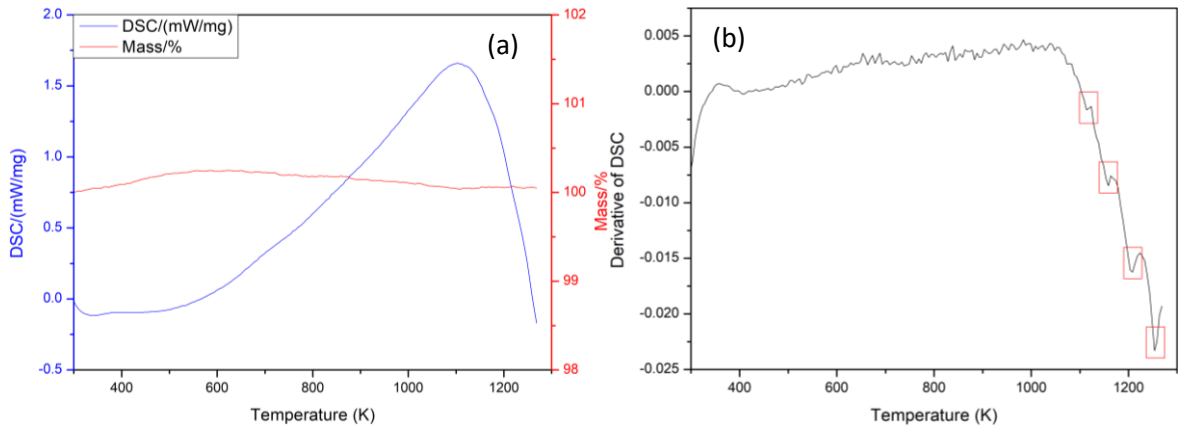 DSC/(mW/mg)
Mass/%
(a)
2.0
1.5
1.0
0.5
0.0
-0.5
DSC/(mW/mg)
102
101
100
99
98
Mass/%
400 600 800 1000 1200
Temperature (K)
(b)
0.005
0.000
-0.005
-0.010
-0.015
-0.020
-0.025
Derivative of DSC
400 600 800 1000 1200
Temperature (K)